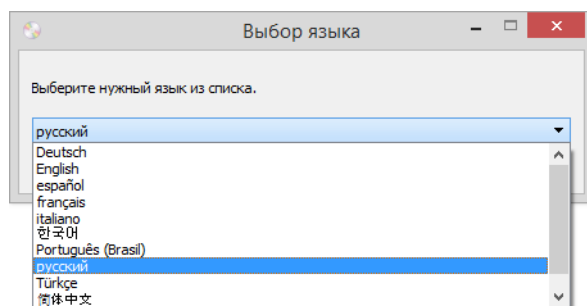 Выбор языка
Выберите нужный язык из списка.
русский
Deutsch
English
español
français
italiano
한국어
Português (Brasil)
русский
Türkçe
简体中文